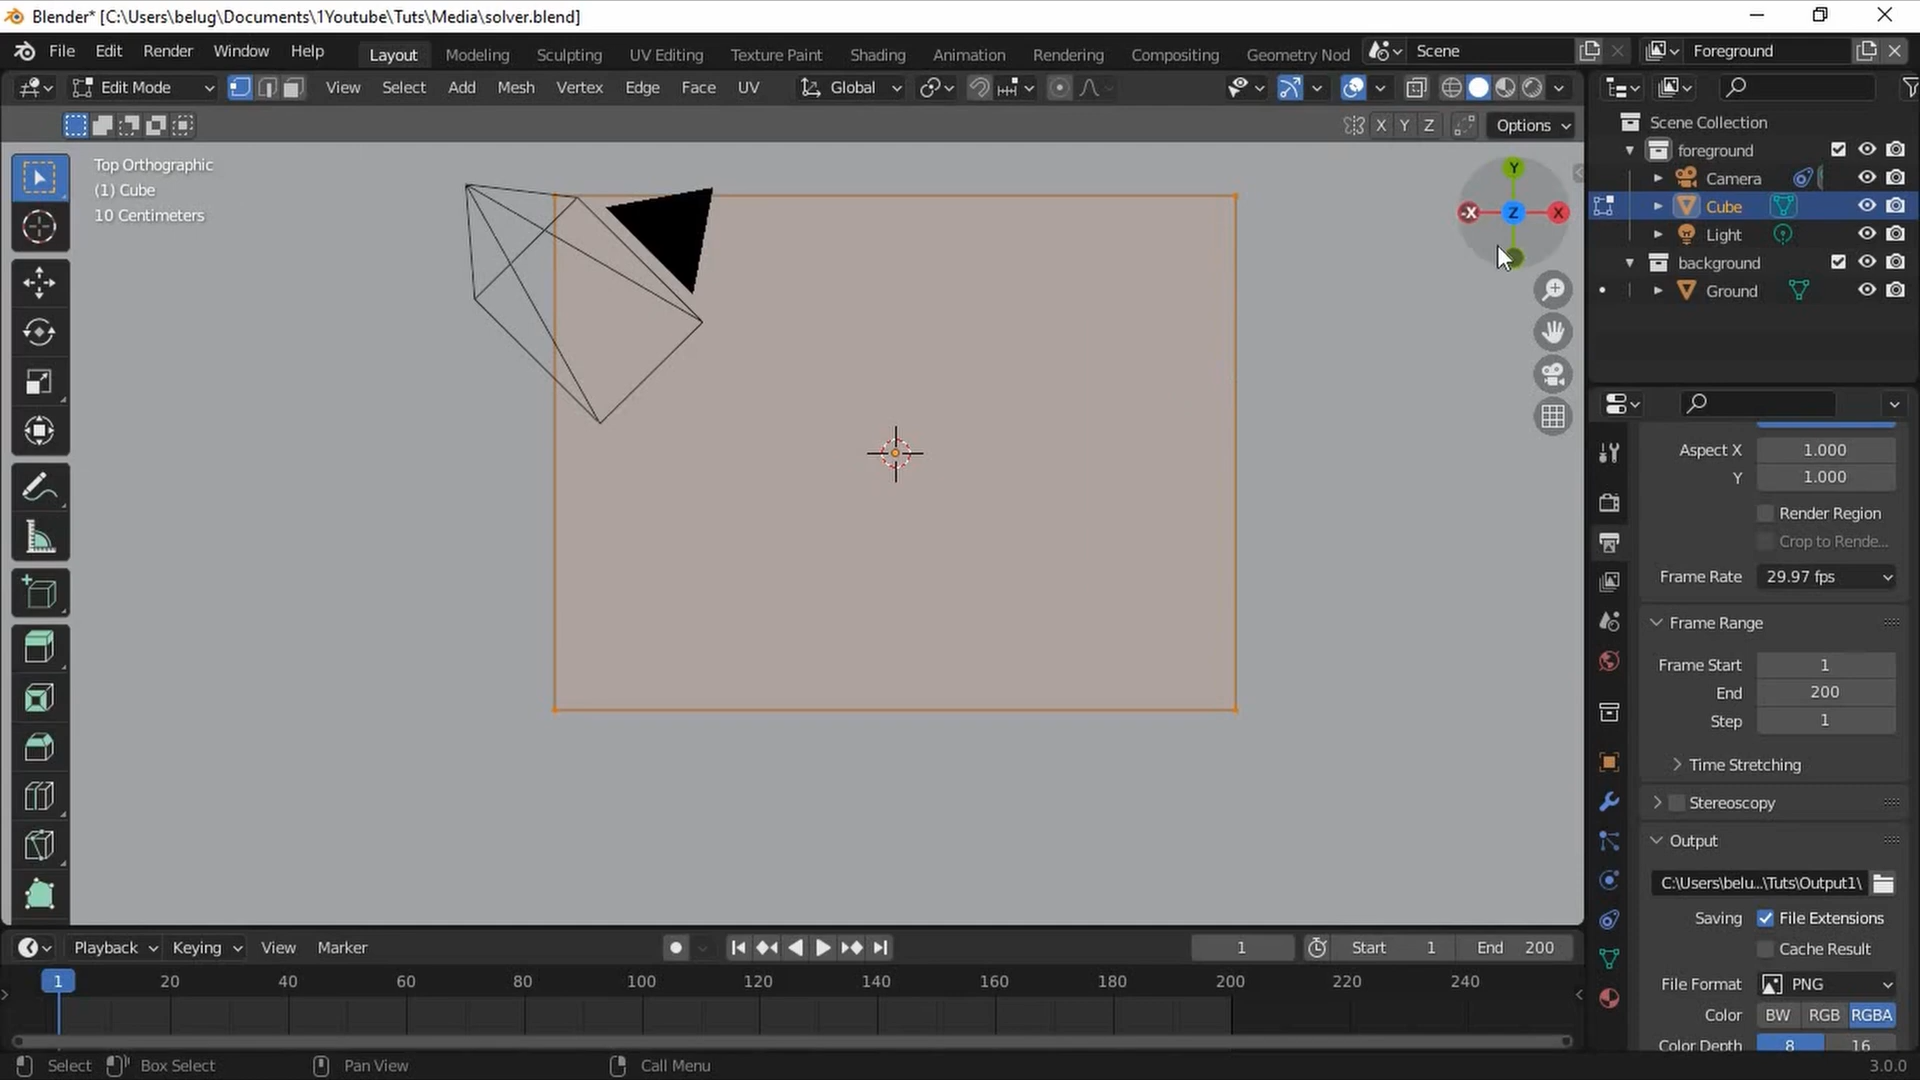 Blender* [C:\Users\belug\Documents\1Youtube\Tuts\Media\solver.blend]
File Edit Render Window Help Layout Modeling Sculpting UV Editing Texture Paint Shading Animation Rendering Compositing Geometry Nod Scene Foreground
Edit Mode View Select Add Mesh Vertex Edge Face UV Global
X Y Z Options
Top Orthographic
(1) Cube
10 Centimeters
Y
-X Z X
Scene Collection
foreground
Camera
Cube
Light
background
Ground
Aspect X 1.000
Y 1.000
Render Region
Crop to Rende...
Frame Rate 29.97 fps
Frame Range
Frame Start 1
End 200
Step 1
Time Stretching
Stereoscopy
Output
C:\Users\belu...\Tuts\Output1\
Saving File Extensions
Cache Result
File Format PNG
Color BW RGB RGBA
Color Depth 8 16
Playback Keying View Marker 1 Start 1 End 200
1 20 40 60 80 100 120 140 160 180 200 220 240
Select Box Select Pan View Call Menu 3.0.0